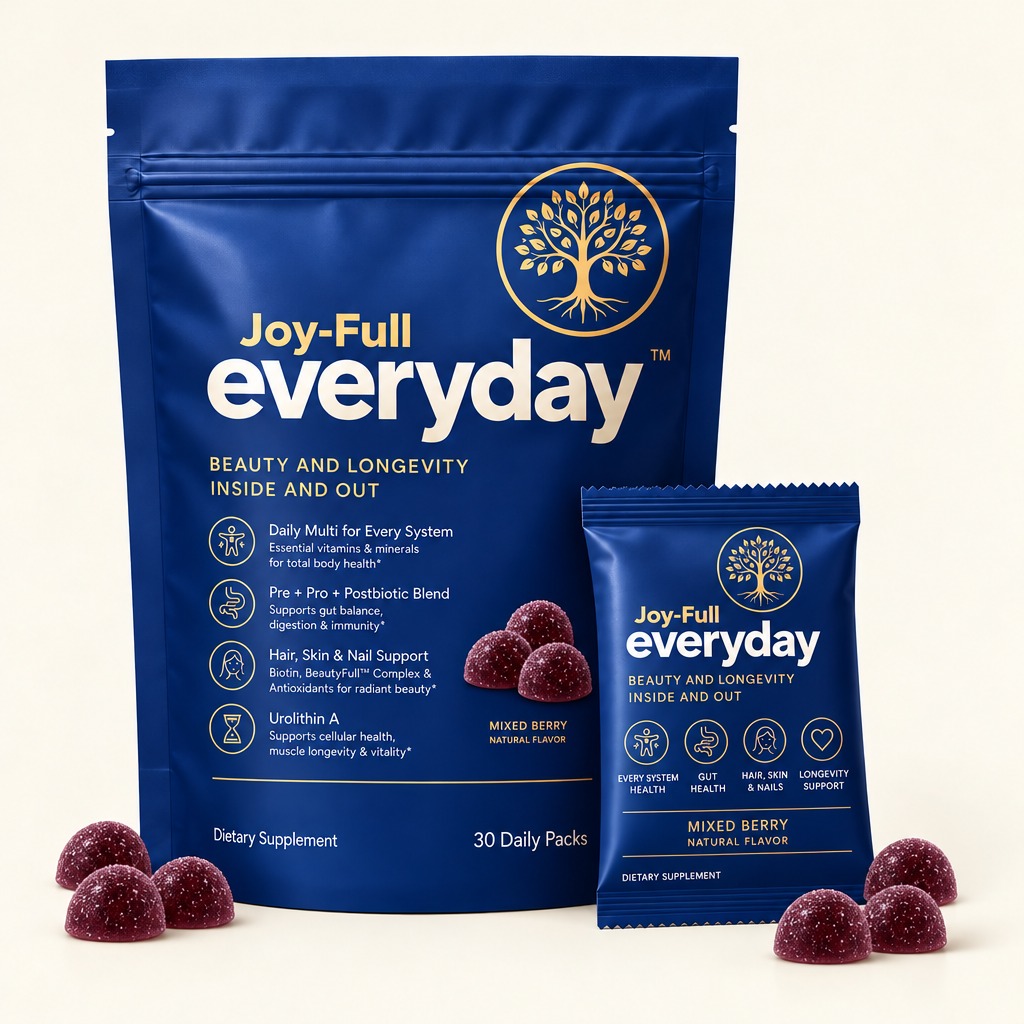 Joy-Full
everyday™
BEAUTY AND LONGEVITY
INSIDE AND OUT
Daily Multi for Every System
Essential vitamins & minerals
for total body health*
Pre + Pro + Postbiotic Blend
Supports gut balance,
digestion & immunity*
Hair, Skin & Nail Support
Biotin, BeautyFull™ Complex &
Antioxidants for radiant beauty*
Urolithin A
Supports cellular health,
muscle longevity & vitality*
MIXED BERRY
NATURAL FLAVOR
Dietary Supplement
30 Daily Packs
Joy-Full
everyday
BEAUTY AND LONGEVITY
INSIDE AND OUT
EVERY SYSTEM
HEALTH
GUT
HEALTH
HAIR, SKIN
& NAILS
LONGEVITY
SUPPORT
MIXED BERRY
NATURAL FLAVOR
DIETARY SUPPLEMENT